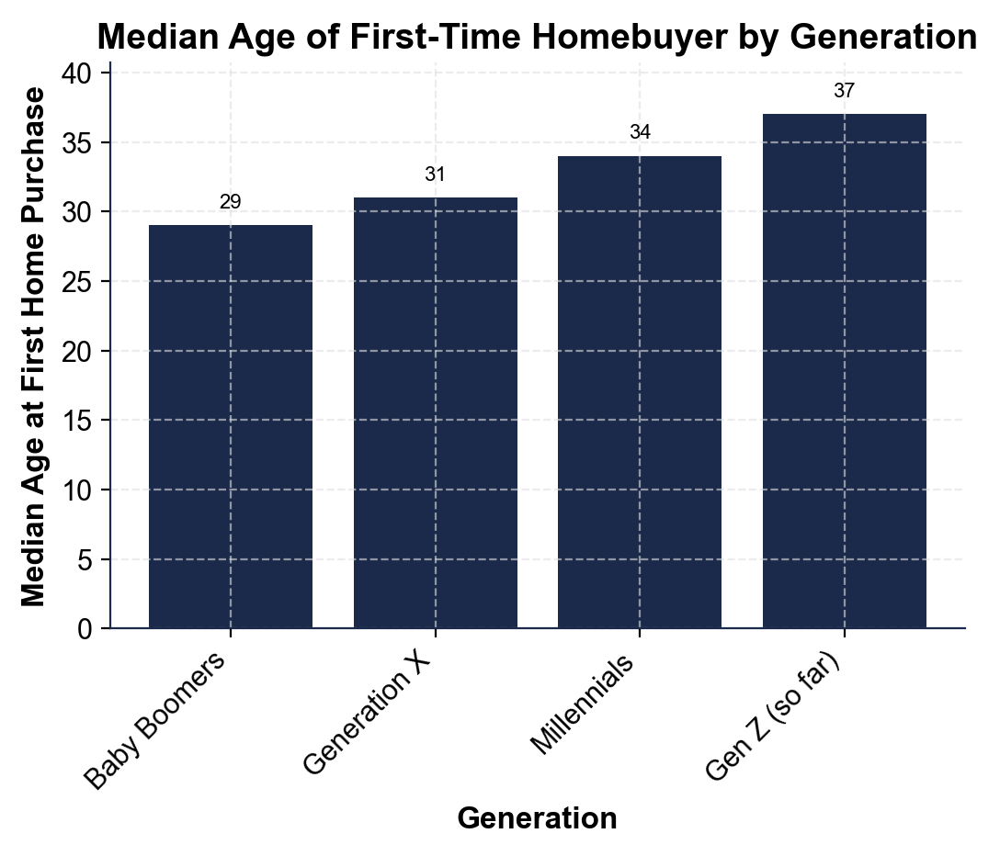 Median Age of First-Time Homebuyer by Generation
Median Age at First Home Purchase
40
35
30
25
20
15
10
5
0
29
31
34
37
Baby Boomers
Generation X
Millennials
Gen Z (so far)
Generation